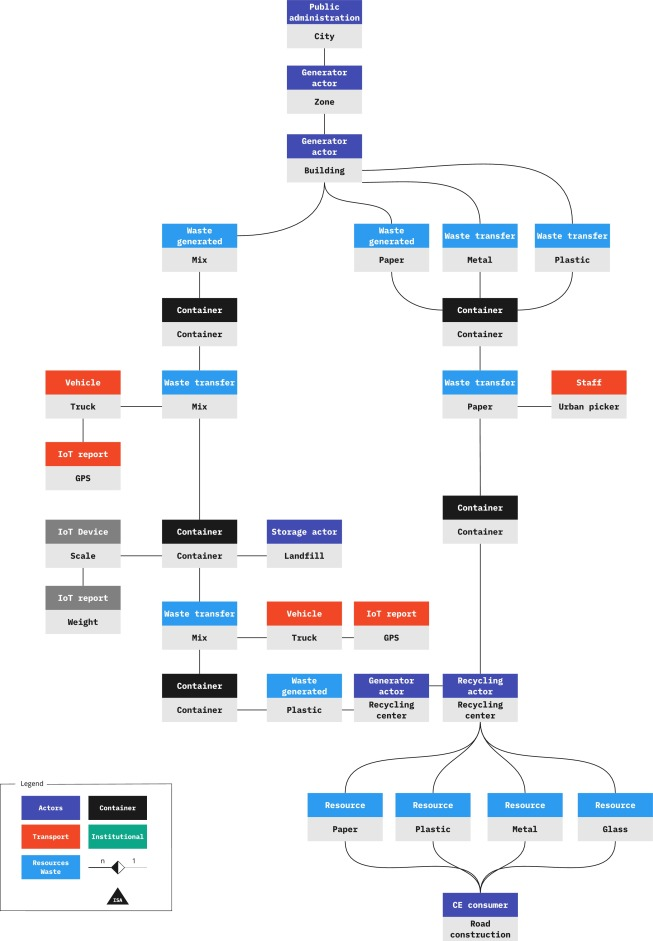 Public
administration
City
Generator
actor
Zone
Generator
actor
Building
Waste
generated
Mix
Waste
generated
Paper
Waste transfer
Metal
Waste transfer
Plastic
Container
Container
Container
Container
Vehicle
Truck
Waste transfer
Mix
Waste transfer
Paper
Staff
Urban picker
IoT report
GPS
Container
Container
IoT Device
Scale
Container
Container
Storage actor
Landfill
IoT report
Weight
Waste transfer
Mix
Vehicle
Truck
IoT report
GPS
Container
Container
Waste
generated
Plastic
Generator
actor
Recycling
center
Recycling
actor
Recycling
center
Legend
Actors
Container
Transport
Institutional
Resources
Waste
n
1
ISA
Resource
Paper
Resource
Plastic
Resource
Metal
Resource
Glass
CE consumer
Road
construction